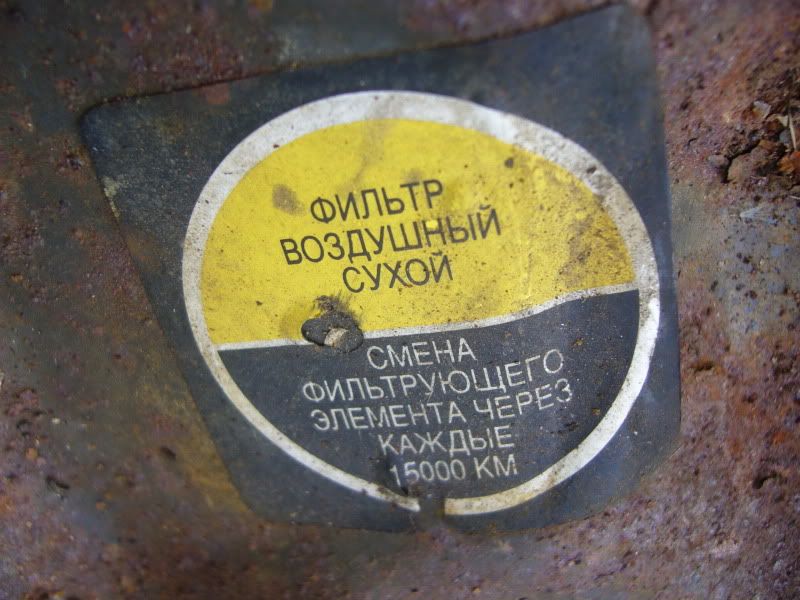 ФИЛЬТР
ВОЗДУШНЫЙ
СУХОЙ
СМЕНА
ФИЛЬТРУЮЩЕГО
ЭЛЕМЕНТА ЧЕРЕЗ
КАЖДЫЕ
15000 КМ